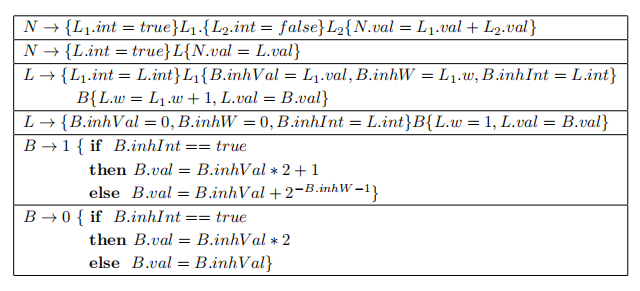 N → {L₁.int = true}L₁.{L₂.int = false}L₂{N.val = L₁.val + L₂.val}
N → {L.int = true}L{N.val = L.val}
L → {L₁.int = L.int}L₁{B.inhVal = L₁.val, B.inhW = L₁.w, B.inhInt = L.int}
B{L.w = L₁.w + 1, L.val = B.val}
L → {B.inhVal = 0, B.inhW = 0, B.inhInt = L.int}B{L.w = 1, L.val = B.val}
B → 1 { if B.inhInt == true
then B.val = B.inhVal * 2 + 1
else B.val = B.inhVal + 2^{−B.inhW−1}}
B → 0 { if B.inhInt == true
then B.val = B.inhVal * 2
else B.val = B.inhVal}